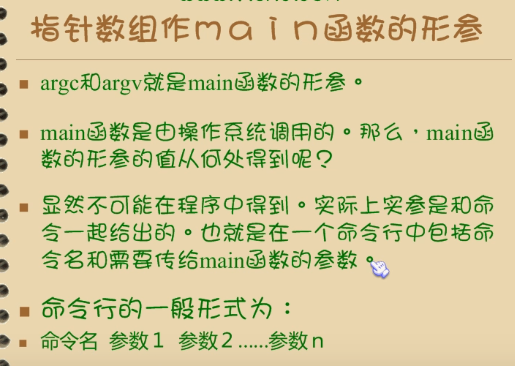 指针数组作main函数的形参
argc和argv就是main函数的形参。
main函数是由操作系统调用的。那么，main函
数的形参的值从何处得到呢？
显然不可能在程序中得到。实际上实参是和命
令一起给出的。也就是在一个命令行中包括命
令名和需要传给main函数的参数。
命令行的一般形式为：
命令名 参数1 参数2……参数n